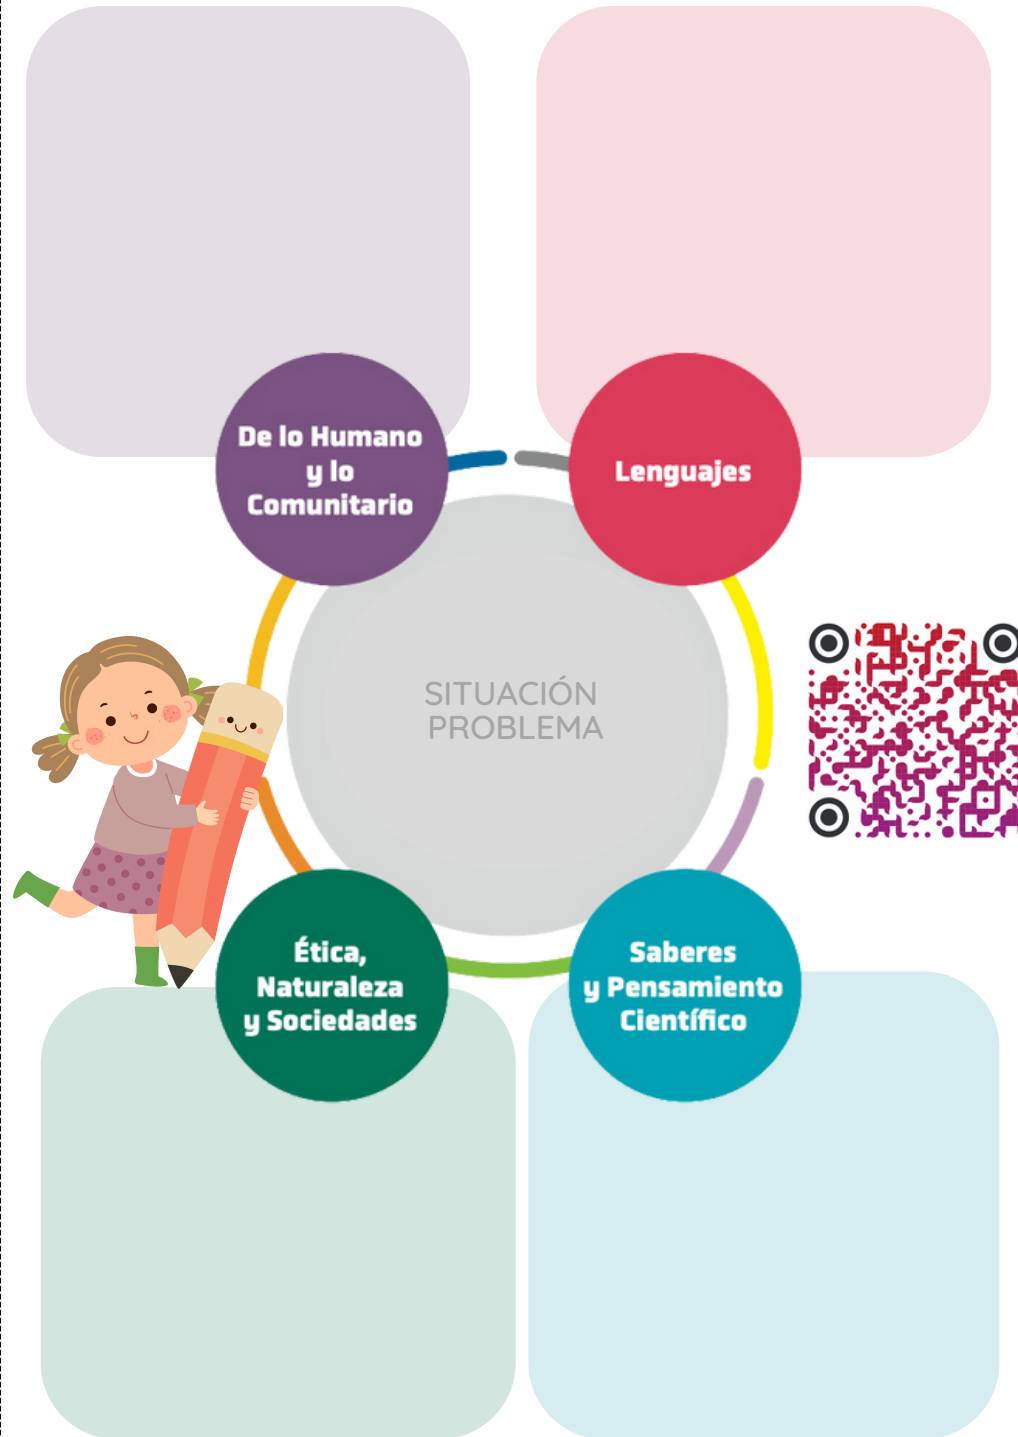 De lo Humano
y lo
Comunitario
Lenguajes
SITUACIÓN
PROBLEMA
Ética,
Naturaleza
y Sociedades
Saberes
y Pensamiento
Científico